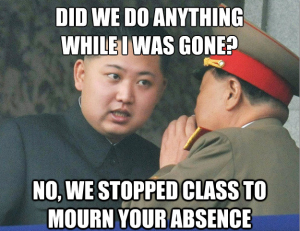 DID WE DO ANYTHING
WHILE I WAS GONE?
NO, WE STOPPED CLASS TO
MOURN YOUR ABSENCE